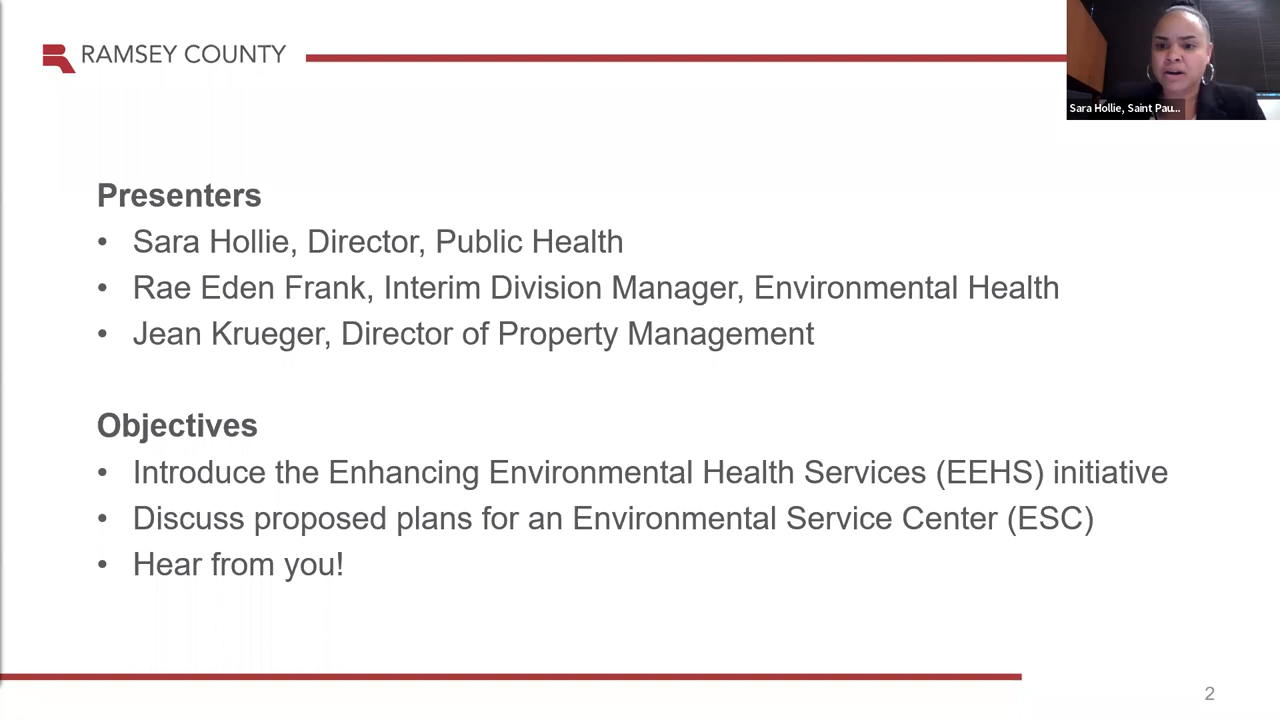 RAMSEY COUNTY
Sara Hollie, Saint Pau...
Presenters
• Sara Hollie, Director, Public Health
• Rae Eden Frank, Interim Division Manager, Environmental Health
• Jean Krueger, Director of Property Management
Objectives
• Introduce the Enhancing Environmental Health Services (EEHS) initiative
• Discuss proposed plans for an Environmental Service Center (ESC)
• Hear from you!
2